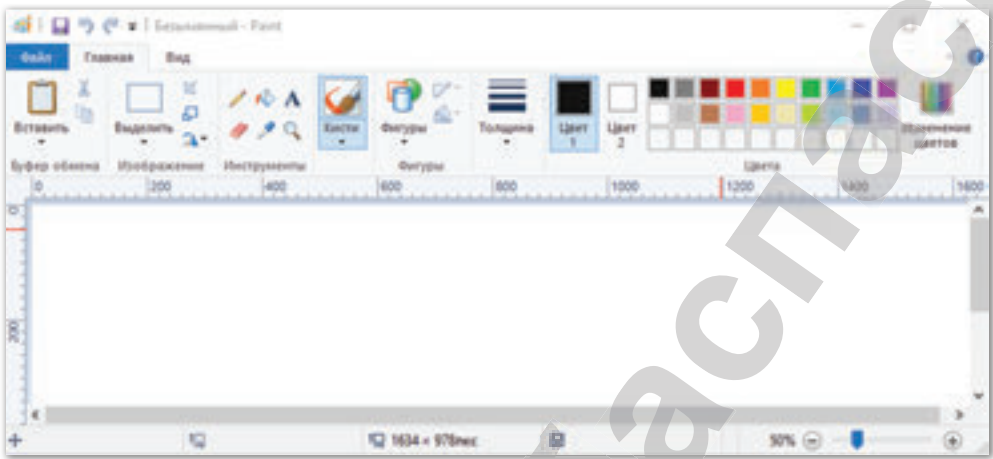 Безымянный - Paint
Файл Главная Вид
Вставить Выделить Кисти Фигуры Толщина Цвет 1 Цвет 2 Изменение цветов
Буфер обмена Изображение Инструменты Фигуры Цвета
0 200 400 600 800 1000 1200 1400 1600
0
200
1634 × 978пкс 50%